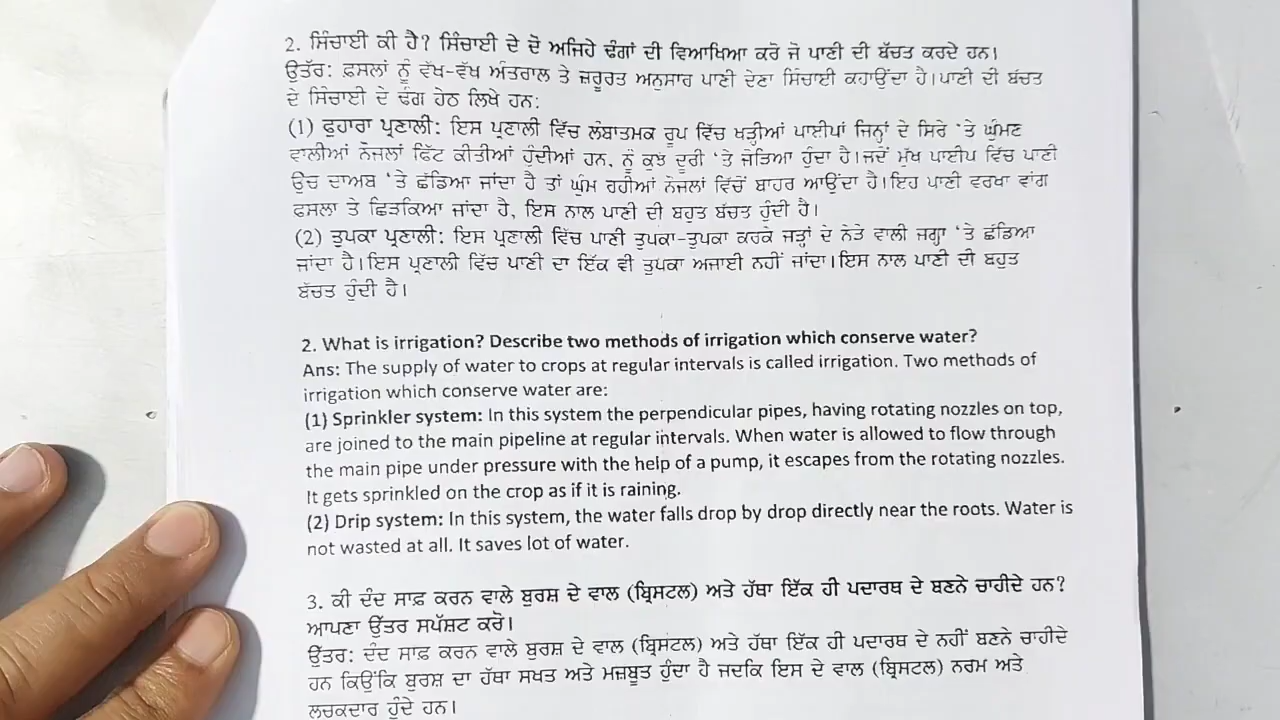 2. ਸਿੰਚਾਈ ਕੀ ਹੈ? ਸਿੰਚਾਈ ਦੇ ਦੋ ਅਜਿਹੇ ਢੰਗਾਂ ਦੀ ਵਿਆਖਿਆ ਕਰੋ ਜੋ ਪਾਣੀ ਦੀ ਬੱਚਤ ਕਰਦੇ ਹਨ।
ਉਤੱਰ: ਫ਼ਸਲਾਂ ਨੂੰ ਵੱਖ-ਵੱਖ ਅੰਤਰਾਲ ਤੇ ਜ਼ਰੂਰਤ ਅਨੁਸਾਰ ਪਾਣੀ ਦੇਣਾ ਸਿੰਚਾਈ ਕਹਾਉਂਦਾ ਹੈ।ਪਾਣੀ ਦੀ ਬੱਚਤ
ਦੇ ਸਿੰਚਾਈ ਦੇ ਢੰਗ ਹੇਠ ਲਿਖੇ ਹਨ:
(1) ਫੁਹਾਰਾ ਪ੍ਰਣਾਲੀ: ਇਸ ਪ੍ਰਣਾਲੀ ਵਿੱਚ ਲੰਬਾਤਮਕ ਰੂਪ ਵਿੱਚ ਖੜ੍ਹੀਆਂ ਪਾਈਪਾਂ ਜਿਨ੍ਹਾਂ ਦੇ ਸਿਰੇ 'ਤੇ ਘੁੰਮਣ
ਵਾਲੀਆਂ ਨੋਜਲਾਂ ਫਿੱਟ ਕੀਤੀਆਂ ਹੁੰਦੀਆਂ ਹਨ, ਨੂੰ ਕੁਝ ਦੂਰੀ 'ਤੇ ਜੋੜਿਆ ਹੁੰਦਾ ਹੈ।ਜਦੋਂ ਮੁੱਖ ਪਾਈਪ ਵਿੱਚ ਪਾਣੀ
ਉਚ ਦਾਅਬ 'ਤੇ ਛੱਡਿਆ ਜਾਂਦਾ ਹੈ ਤਾਂ ਘੁੰਮ ਰਹੀਆਂ ਨੋਜਲਾਂ ਵਿੱਚੋਂ ਬਾਹਰ ਆਉਂਦਾ ਹੈ।ਇਹ ਪਾਣੀ ਵਰਖਾ ਵਾਂਗ
ਫਸਲਾ ਤੇ ਛਿੜਕਿਆ ਜਾਂਦਾ ਹੈ, ਇਸ ਨਾਲ ਪਾਣੀ ਦੀ ਬਹੁਤ ਬੱਚਤ ਹੁੰਦੀ ਹੈ।
(2) ਤੁਪਕਾ ਪ੍ਰਣਾਲੀ: ਇਸ ਪ੍ਰਣਾਲੀ ਵਿੱਚ ਪਾਣੀ ਤੁਪਕਾ-ਤੁਪਕਾ ਕਰਕੇ ਜੜ੍ਹਾਂ ਦੇ ਨੇੜੇ ਵਾਲੀ ਜਗ੍ਹਾ 'ਤੇ ਛੱਡਿਆ
ਜਾਂਦਾ ਹੈ।ਇਸ ਪ੍ਰਣਾਲੀ ਵਿੱਚ ਪਾਣੀ ਦਾ ਇੱਕ ਵੀ ਤੁਪਕਾ ਅਜਾਈ ਨਹੀਂ ਜਾਂਦਾ।ਇਸ ਨਾਲ ਪਾਣੀ ਦੀ ਬਹੁਤ
ਬੱਚਤ ਹੁੰਦੀ ਹੈ।
2. What is irrigation? Describe two methods of irrigation which conserve water?
Ans: The supply of water to crops at regular intervals is called irrigation. Two methods of
irrigation which conserve water are:
(1) Sprinkler system: In this system the perpendicular pipes, having rotating nozzles on top,
are joined to the main pipeline at regular intervals. When water is allowed to flow through
the main pipe under pressure with the help of a pump, it escapes from the rotating nozzles.
It gets sprinkled on the crop as if it is raining.
(2) Drip system: In this system, the water falls drop by drop directly near the roots. Water is
not wasted at all. It saves lot of water.
3. ਕੀ ਦੰਦ ਸਾਫ਼ ਕਰਨ ਵਾਲੇ ਬੁਰਸ਼ ਦੇ ਵਾਲ (ਬ੍ਰਿਸਟਲ) ਅਤੇ ਹੱਥਾ ਇੱਕ ਹੀ ਪਦਾਰਥ ਦੇ ਬਣਨੇ ਚਾਹੀਦੇ ਹਨ?
ਆਪਣਾ ਉੱਤਰ ਸਪੱਸ਼ਟ ਕਰੋ।
ਉੱਤਰ: ਦੰਦ ਸਾਫ਼ ਕਰਨ ਵਾਲੇ ਬੁਰਸ਼ ਦੇ ਵਾਲ (ਬ੍ਰਿਸਟਲ) ਅਤੇ ਹੱਥਾ ਇੱਕ ਹੀ ਪਦਾਰਥ ਦੇ ਨਹੀਂ ਬਣਨੇ ਚਾਹੀਦੇ
ਹਨ ਕਿਉਂਕਿ ਬੁਰਸ਼ ਦਾ ਹੱਥਾ ਸਖਤ ਅਤੇ ਮਜ਼ਬੂਤ ਹੁੰਦਾ ਹੈ ਜਦਕਿ ਇਸ ਦੇ ਵਾਲ (ਬ੍ਰਿਸਟਲ) ਨਰਮ ਅਤੇ
ਲਚਕਦਾਰ ਹੁੰਦੇ ਹਨ।